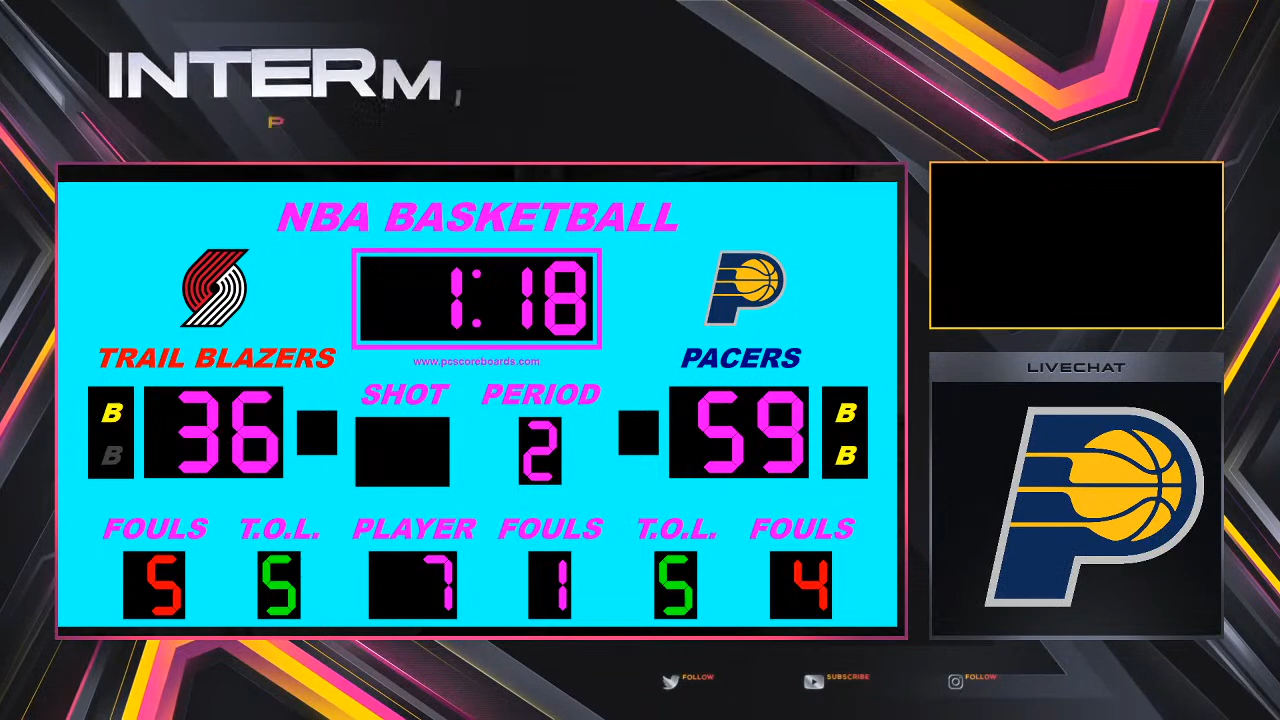 INTERM
P
NBA BASKETBALL
1:18
TRAIL BLAZERS
www.pcscoreboards.com
PACERS
SHOT PERIOD
B 36 2 59 B
B B
FOULS T.O.L. PLAYER FOULS T.O.L. FOULS
5 5 7 1 5 4
LIVECHAT
FOLLOW SUBSCRIBE FOLLOW